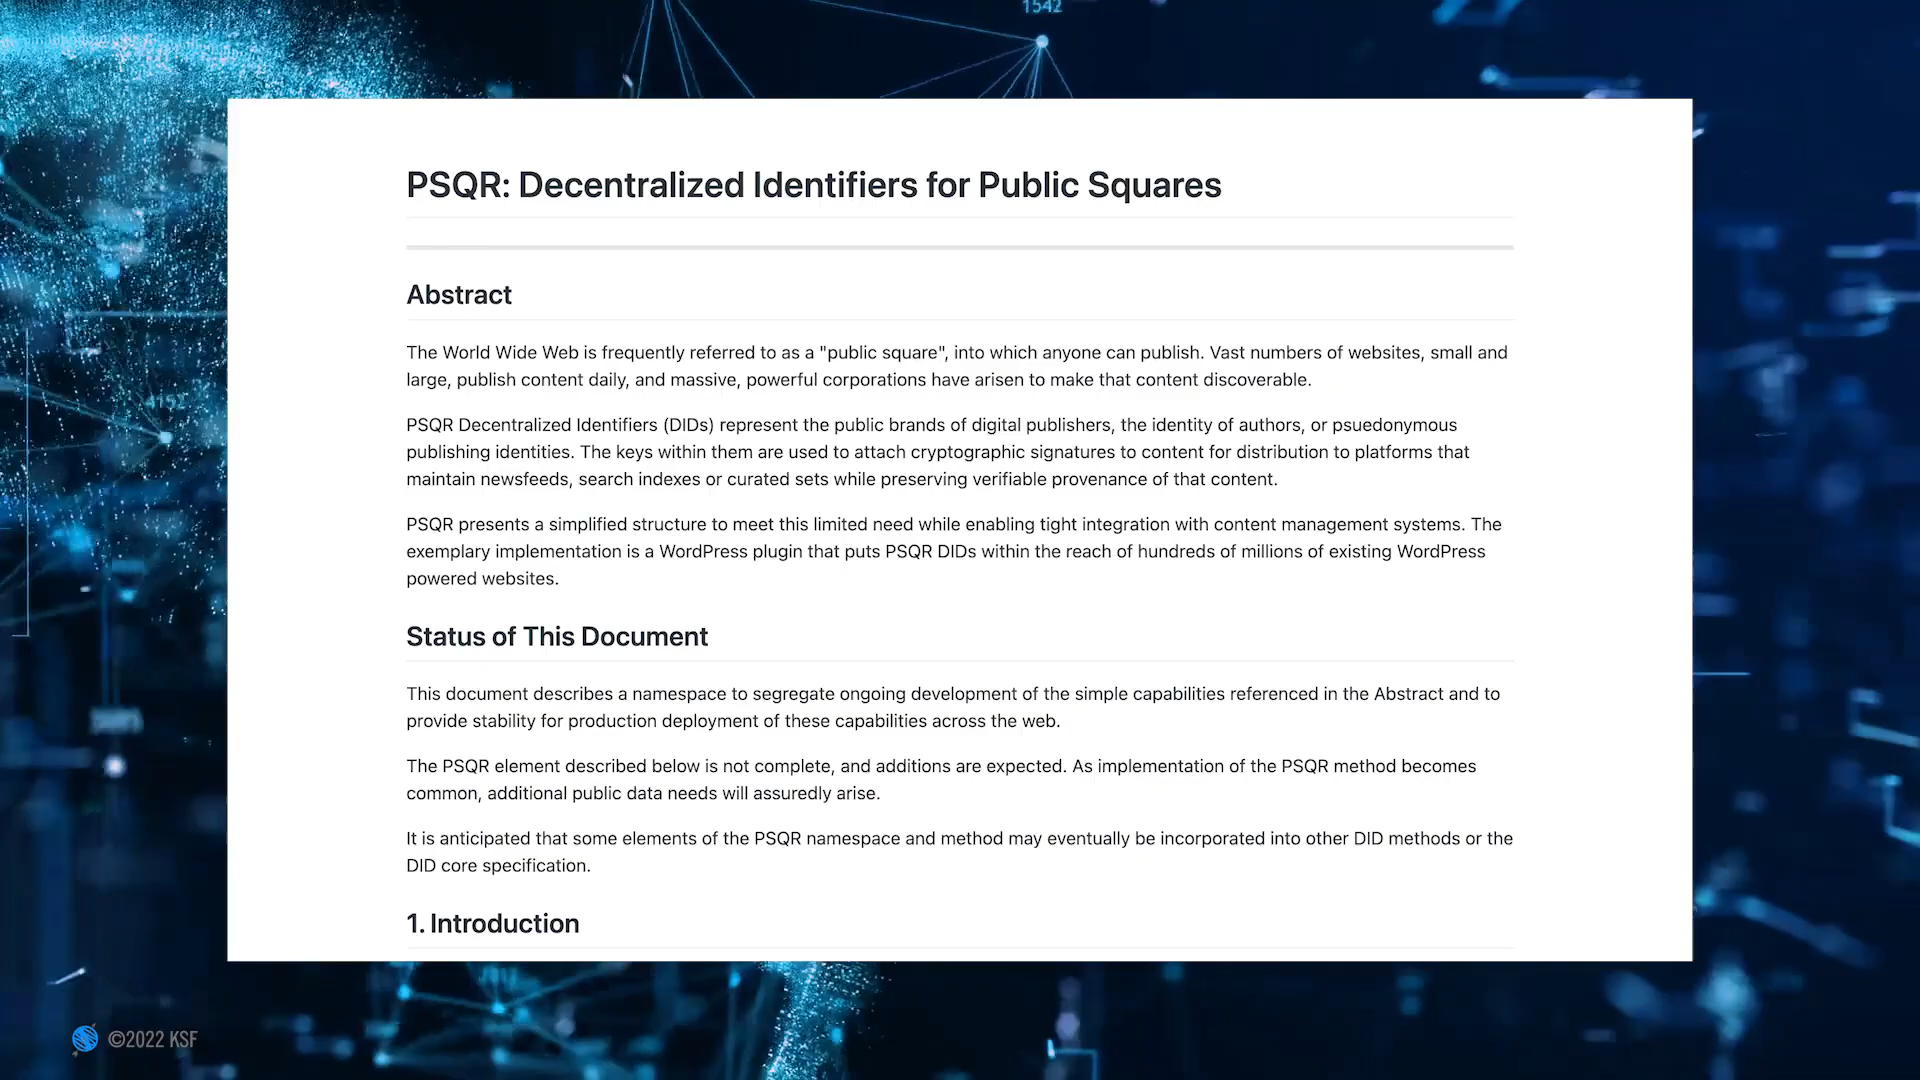 1542
PSQR: Decentralized Identifiers for Public Squares
Abstract
The World Wide Web is frequently referred to as a "public square", into which anyone can publish. Vast numbers of websites, small and
large, publish content daily, and massive, powerful corporations have arisen to make that content discoverable.
PSQR Decentralized Identifiers (DIDs) represent the public brands of digital publishers, the identity of authors, or psuedonymous
publishing identities. The keys within them are used to attach cryptographic signatures to content for distribution to platforms that
maintain newsfeeds, search indexes or curated sets while preserving verifiable provenance of that content.
PSQR presents a simplified structure to meet this limited need while enabling tight integration with content management systems. The
exemplary implementation is a WordPress plugin that puts PSQR DIDs within the reach of hundreds of millions of existing WordPress
powered websites.
Status of This Document
This document describes a namespace to segregate ongoing development of the simple capabilities referenced in the Abstract and to
provide stability for production deployment of these capabilities across the web.
The PSQR element described below is not complete, and additions are expected. As implementation of the PSQR method becomes
common, additional public data needs will assuredly arise.
It is anticipated that some elements of the PSQR namespace and method may eventually be incorporated into other DID methods or the
DID core specification.
1. Introduction
©2022 KSF